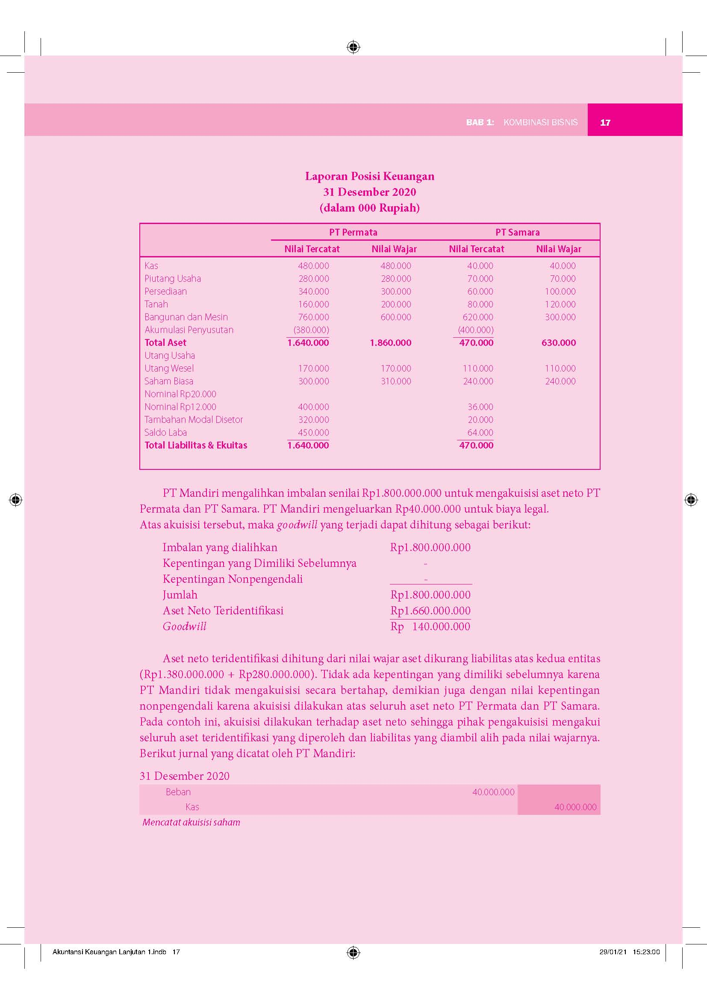 BAB 1: KOMBINASI BISNIS 17
Laporan Posisi Keuangan
31 Desember 2020
(dalam 000 Rupiah)
PT Permata PT Samara
Nilai Tercatat Nilai Wajar Nilai Tercatat Nilai Wajar
Kas 480.000 480.000 40.000 40.000
Piutang Usaha 280.000 280.000 70.000 70.000
Persediaan 340.000 300.000 60.000 100.000
Tanah 160.000 200.000 80.000 120.000
Bangunan dan Mesin 760.000 600.000 620.000 300.000
Akumulasi Penyusutan (380.000) (400.000)
Total Aset 1.640.000 1.860.000 470.000 630.000
Utang Usaha
Utang Wesel 170.000 170.000 110.000 110.000
Saham Biasa 300.000 310.000 240.000 240.000
Nominal Rp20.000
Nominal Rp12.000 400.000 36.000
Tambahan Modal Disetor 320.000 20.000
Saldo Laba 450.000 64.000
Total Liabilitas & Ekuitas 1.640.000 470.000
PT Mandiri mengalihkan imbalan senilai Rp1.800.000.000 untuk mengakuisisi aset neto PT
Permata dan PT Samara. PT Mandiri mengeluarkan Rp40.000.000 untuk biaya legal.
Atas akuisisi tersebut, maka goodwill yang terjadi dapat dihitung sebagai berikut:
Imbalan yang dialihkan Rp1.800.000.000
Kepentingan yang Dimiliki Sebelumnya -
Kepentingan Nonpengendali -
Jumlah Rp1.800.000.000
Aset Neto Teridentifikasi Rp1.660.000.000
Goodwill Rp 140.000.000
Aset neto teridentifikasi dihitung dari nilai wajar aset dikurang liabilitas atas kedua entitas
(Rp1.380.000.000 + Rp280.000.000). Tidak ada kepentingan yang dimiliki sebelumnya karena
PT Mandiri tidak mengakuisisi secara bertahap, demikian juga dengan nilai kepentingan
nonpengendali karena akuisisi dilakukan atas seluruh aset neto PT Permata dan PT Samara.
Pada contoh ini, akuisisi dilakukan terhadap aset neto sehingga pihak pengakuisisi mengakui
seluruh aset teridentifikasi yang diperoleh dan liabilitas yang diambil alih pada nilai wajarnya.
Berikut jurnal yang dicatat oleh PT Mandiri:
31 Desember 2020
Beban 40.000.000
Kas 40.000.000
Mencatat akuisisi saham
Akuntansi Keuangan Lanjutan 1.indb 17 29/01/21 15:23:00